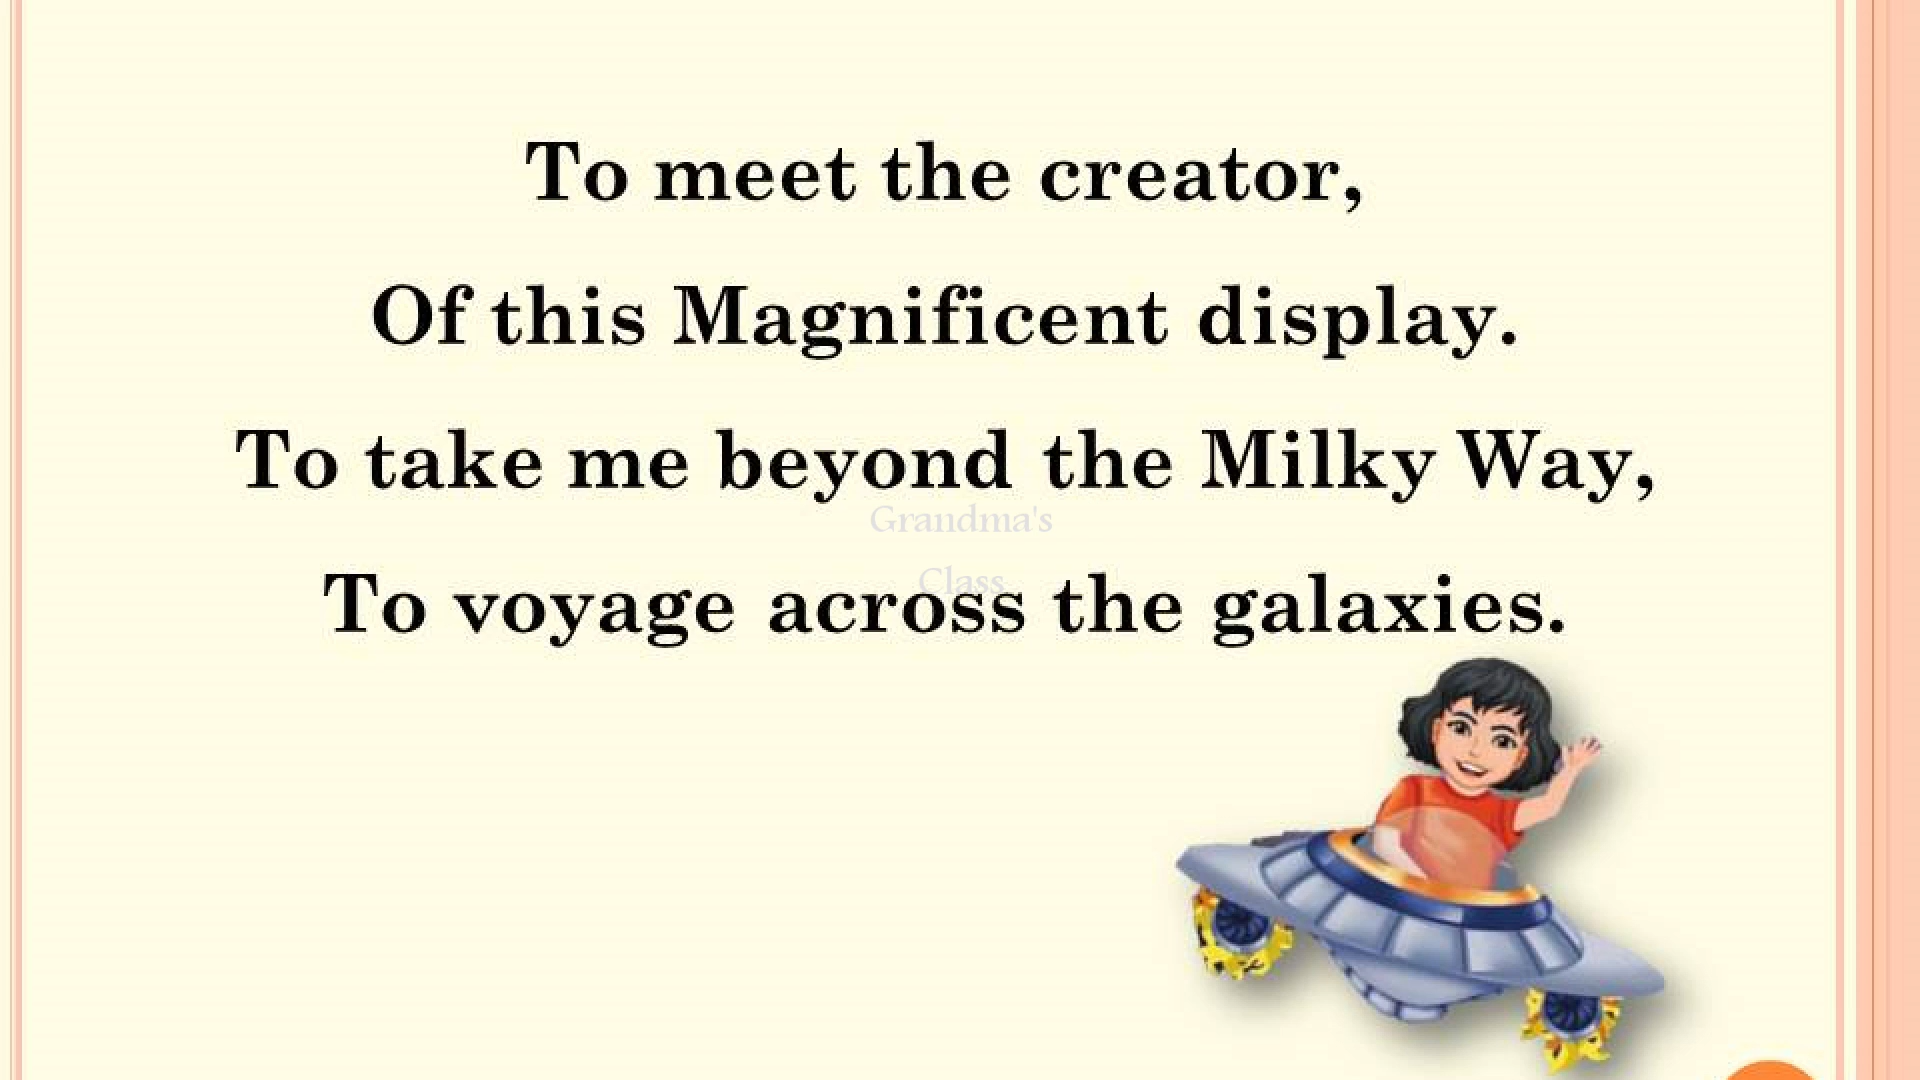 To meet the creator,
Of this Magnificent display.
To take me beyond the Milky Way,
Grandma's
Class
To voyage across the galaxies.